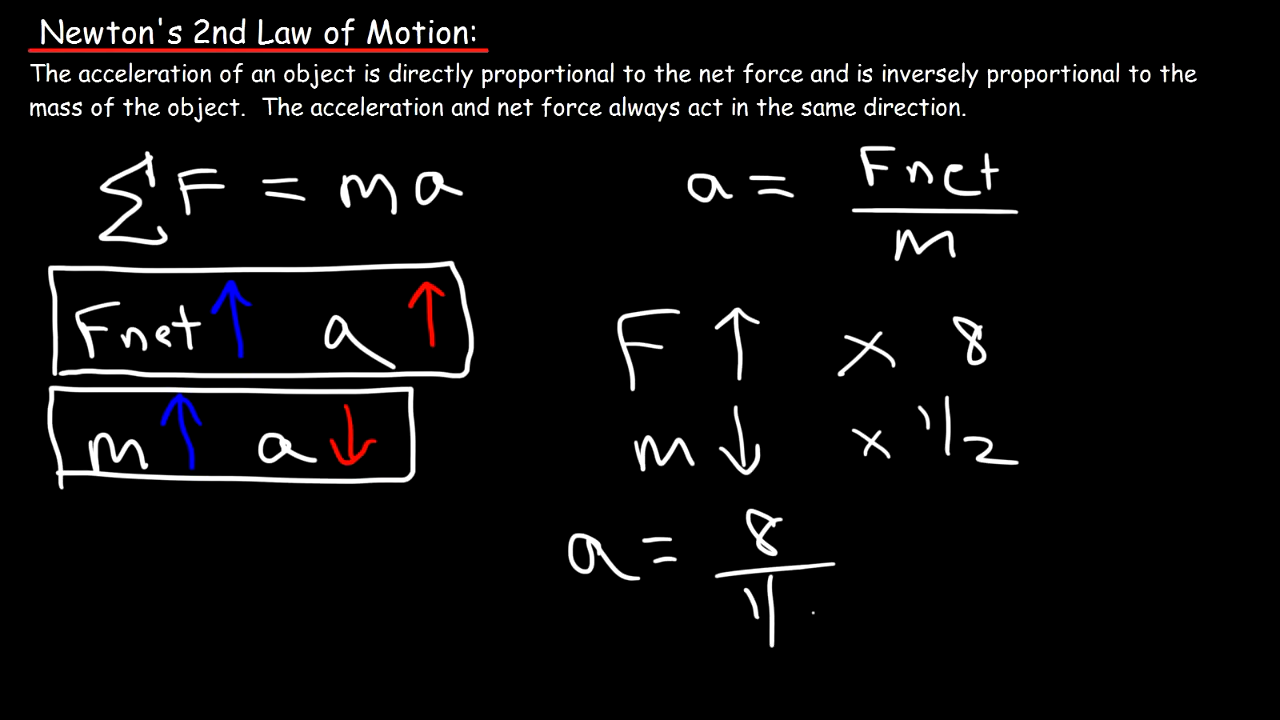 Newton's 2nd Law of Motion:
The acceleration of an object is directly proportional to the net force and is inversely proportional to the
mass of the object. The acceleration and net force always act in the same direction.
∑F = ma
a = Fnet/m
Fnet ↑ a ↑
m ↑ a ↓
F ↑ x 8
m ↓ x 1/2
a = 8/1/